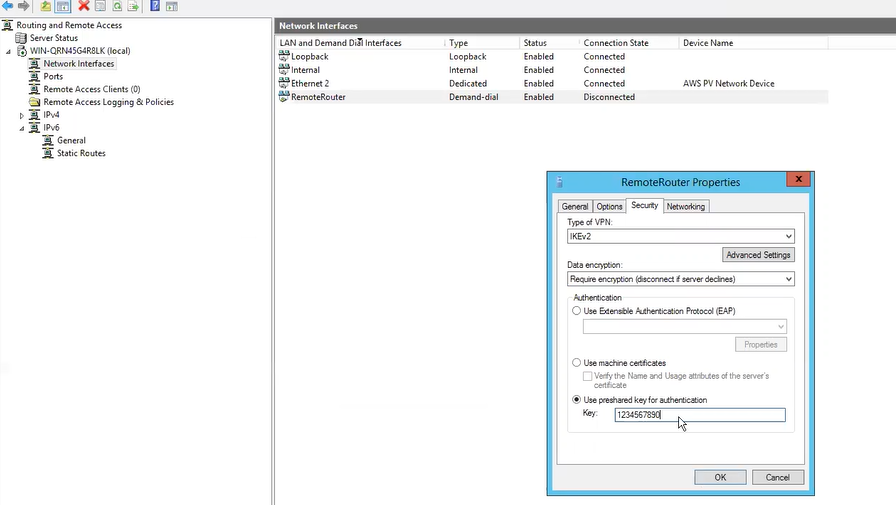 Routing and Remote Access
Server Status
WIN-QRN45G4R8LK (local)
Network Interfaces
Ports
Remote Access Clients (0)
Remote Access Logging & Policies
IPv4
IPv6
General
Static Routes
Network Interfaces
LAN and Demand Dial Interfaces Type Status Connection State Device Name
Loopback Loopback Enabled Connected
Internal Internal Enabled Connected
Ethernet 2 Dedicated Enabled Connected AWS PV Network Device
RemoteRouter Demand-dial Enabled Disconnected
RemoteRouter Properties
General Options Security Networking
Type of VPN:
IKEv2
Advanced Settings
Data encryption:
Require encryption (disconnect if server declines)
Authentication
Use Extensible Authentication Protocol (EAP)
Properties
Use machine certificates
Verify the Name and Usage attributes of the server's
certificate
Use preshared key for authentication
Key: 1234567890
OK Cancel